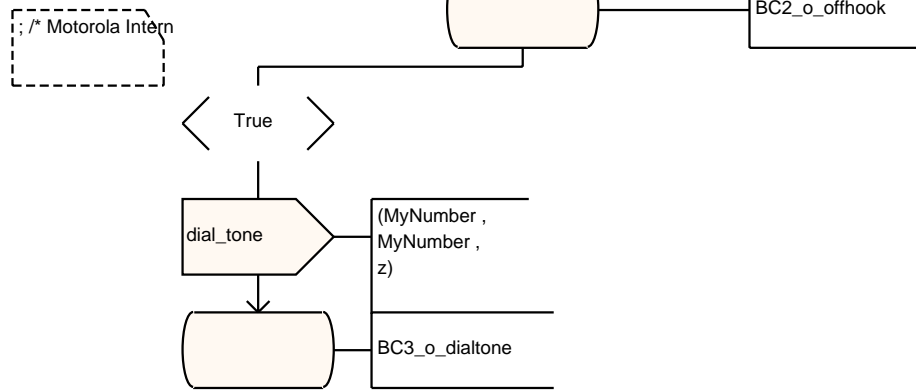 ; /* Motorola Intern
BC2_o_offhook
True
dial_tone
(MyNumber ,
MyNumber ,
z)
BC3_o_dialtone